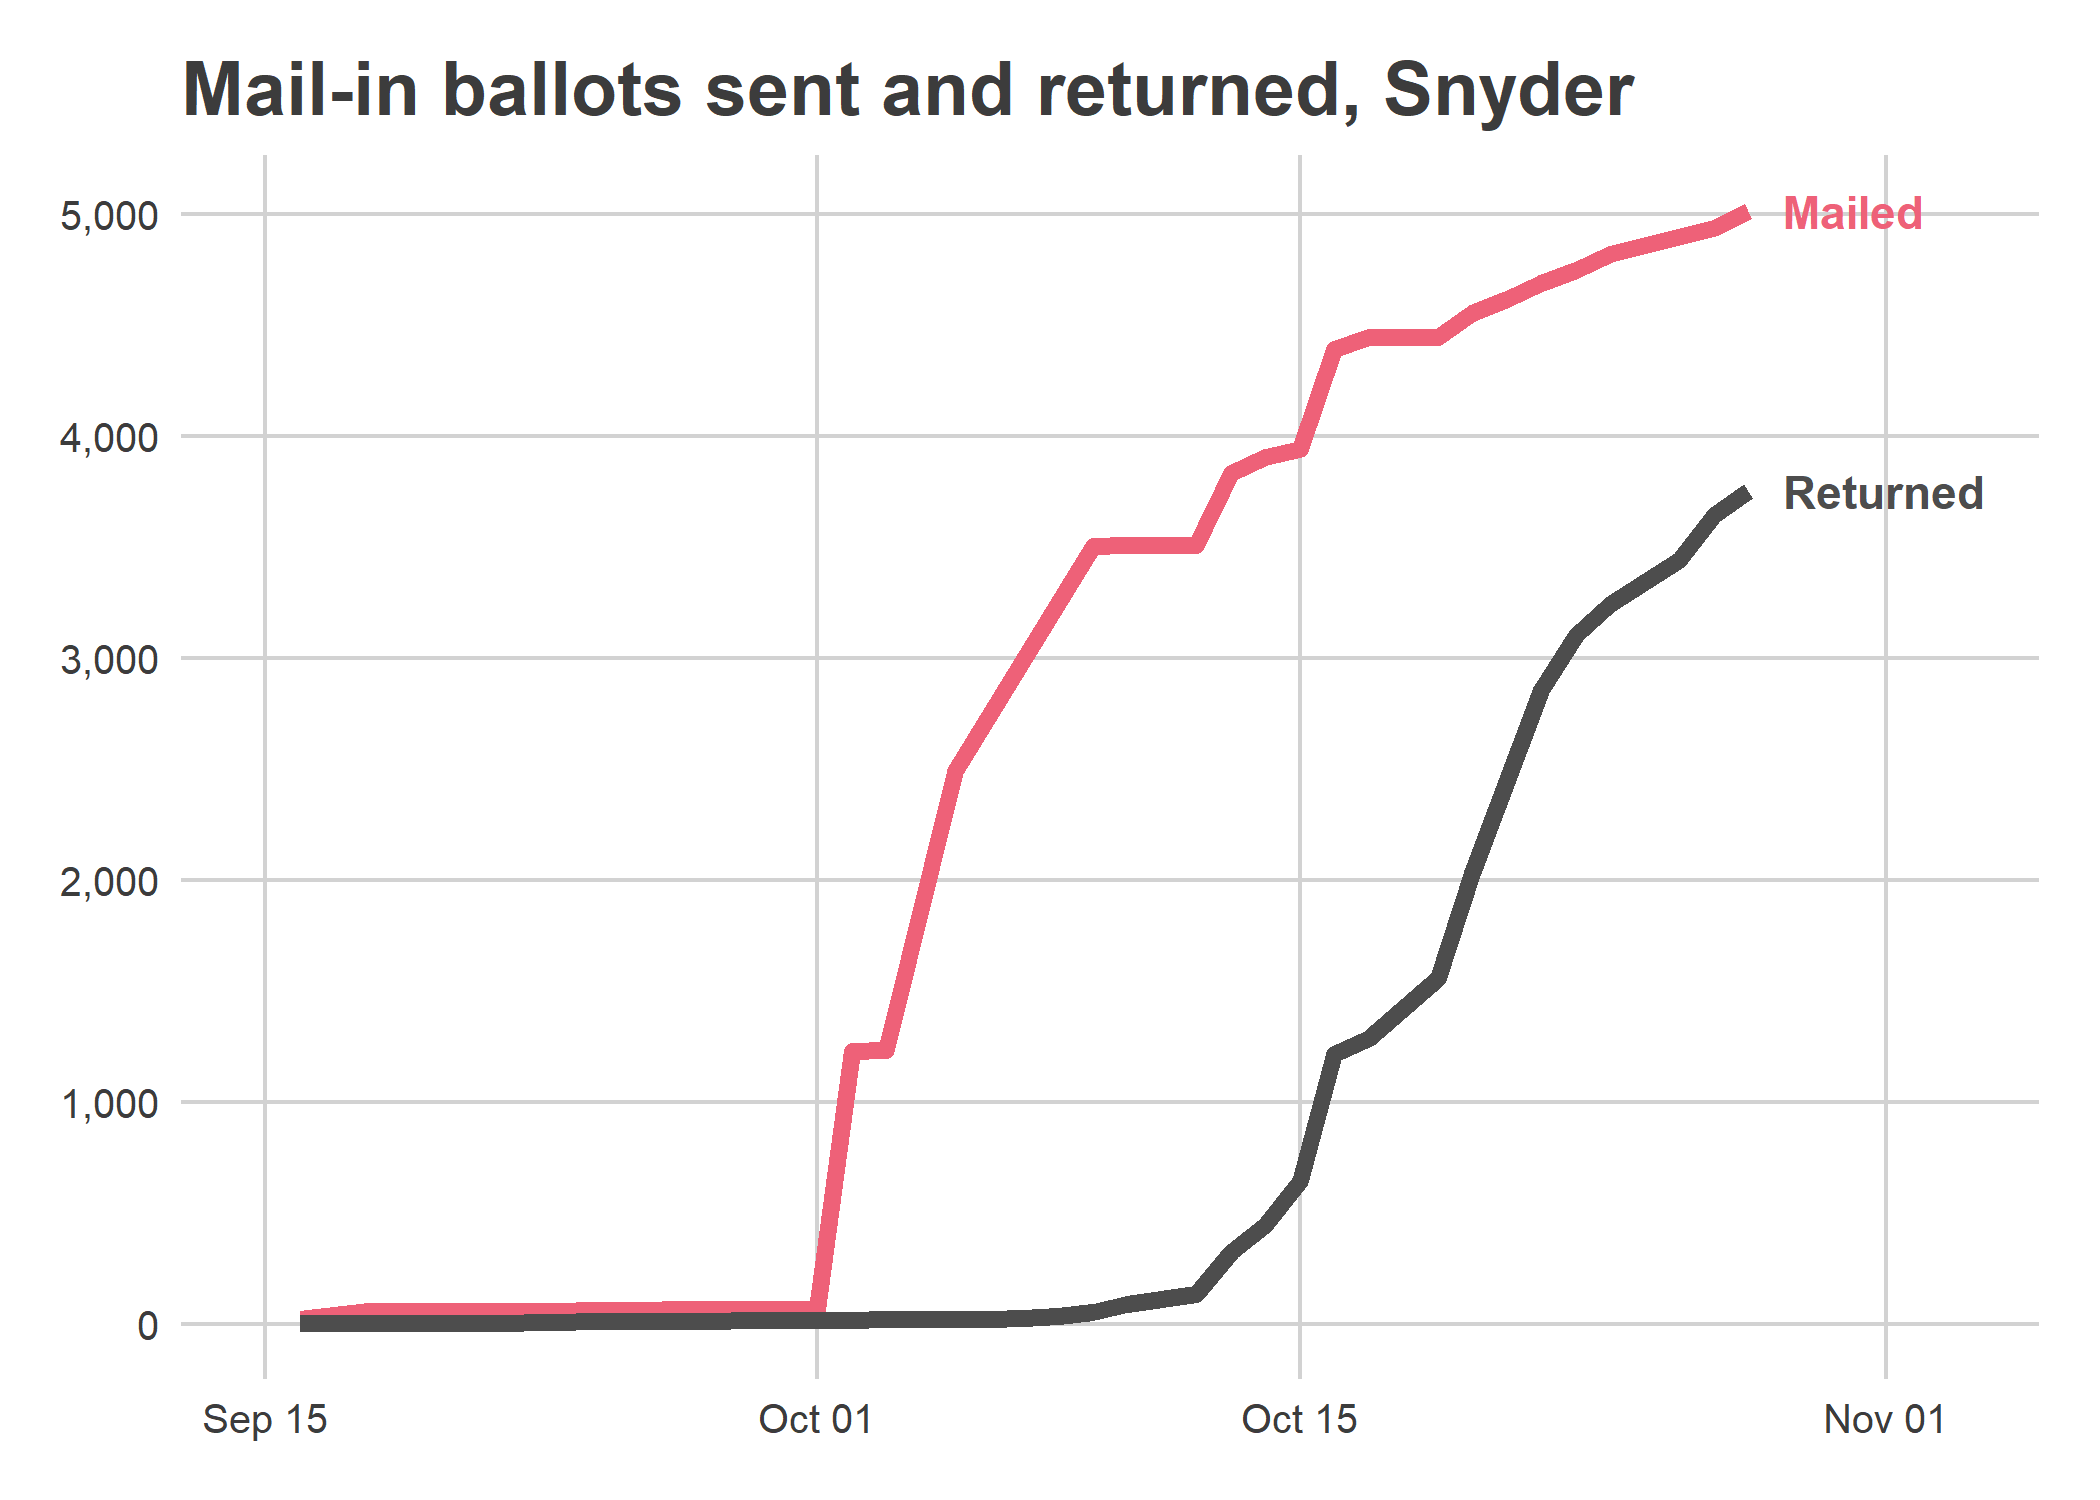 Mail-in ballots sent and returned, Snyder
5,000
4,000
3,000
2,000
1,000
0
Mailed
Returned
Sep 15
Oct 01
Oct 15
Nov 01